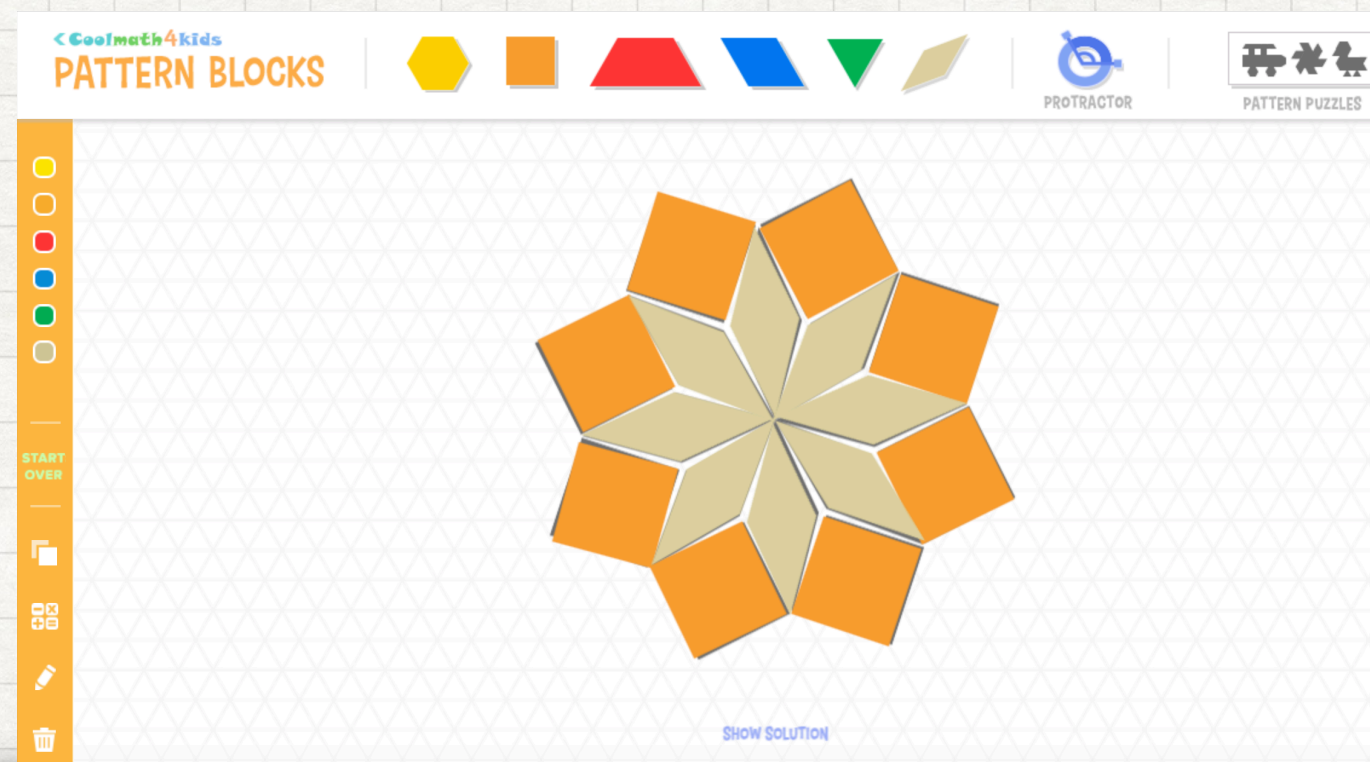 <Coolmath4kids
PATTERN BLOCKS
PROTRACTOR
PATTERN PUZZLES
START
OVER
SHOW SOLUTION